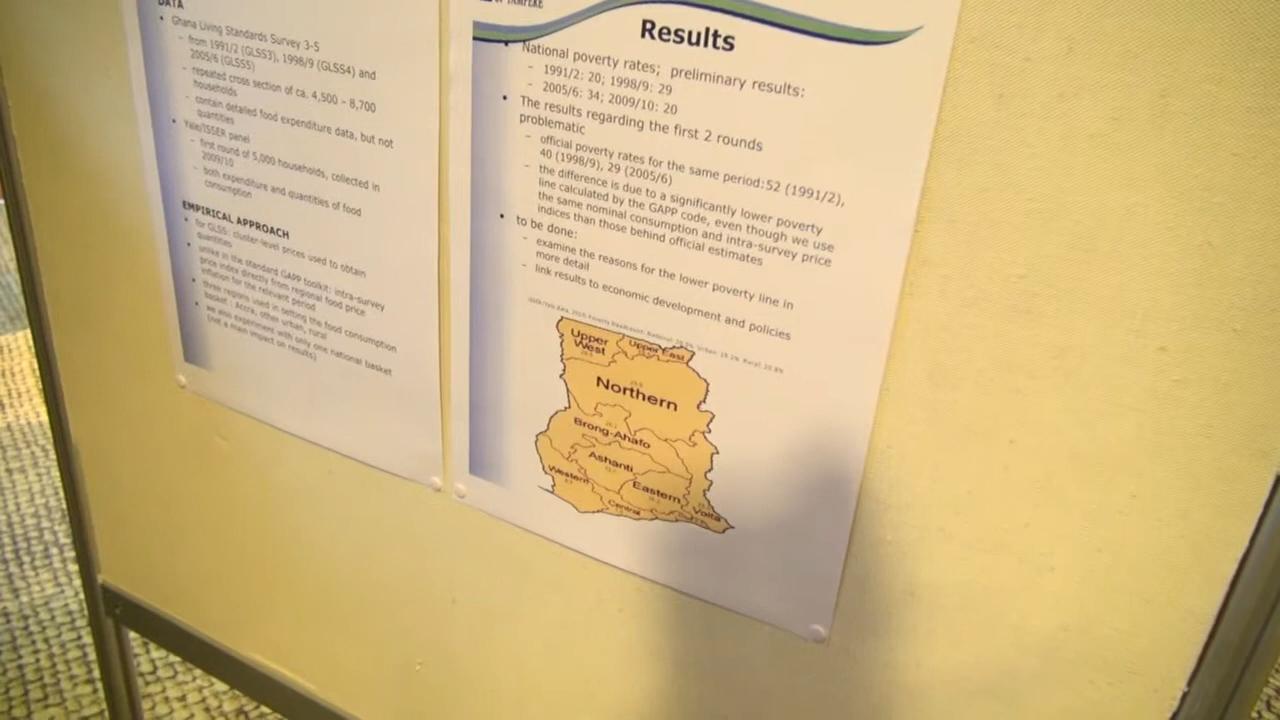 DATA
• Ghana Living Standards Survey 3-5
– from 1991/2 (GLSS3), 1998/9 (GLSS4) and
2005/6 (GLSS5)
– repeated cross section of ca. 4,500 – 8,700
households
– contain detailed food expenditure data, but not
quantities
• Yale/ISSER panel
– first round of 5,000 households, collected in
2009/10
– both expenditure and quantities of food
consumption
EMPIRICAL APPROACH
• for GLSS: cluster-level prices used to obtain
quantities
• unlike in the standard GAPP toolkit: intra-survey
price index directly from regional food price
inflation for the relevant period
• three regions used in setting the food consumption
basket : Accra, other urban, rural
• we also experiment with only one national basket
(not a main impact on results)
OF TAMPERE
Results
• National poverty rates; preliminary results:
– 1991/2: 20; 1998/9: 29
– 2005/6: 34; 2009/10: 20
• The results regarding the first 2 rounds
problematic
– official poverty rates for the same period:52 (1991/2),
40 (1998/9), 29 (2005/6)
– the difference is due to a significantly lower poverty
line calculated by the GAPP code, even though we use
the same nominal consumption and intra-survey price
indices than those behind official estimates
• to be done:
– examine the reasons for the lower poverty line in
more detail
– link results to economic development and policies
Upper
West
Upper East
Northern
Brong-Ahafo
Ashanti
Western
Eastern
Central
Volta